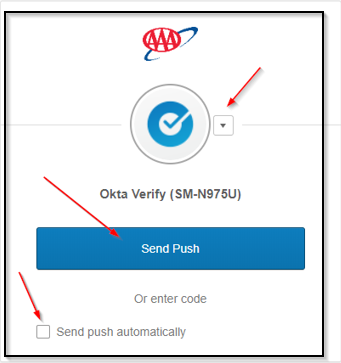 AAA
Okta Verify (SM-N975U)
Send Push
Or enter code
Send push automatically